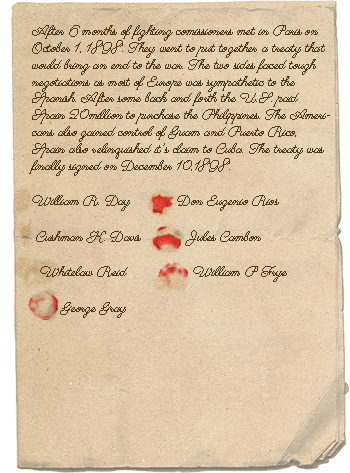 After 6 months of fighting comissioners met in Paris on
October 1, 1898. They went to put together a treaty that
would bring an end to the war. The two sides faced tough
negotiations as most of Europe was sympathetic to the
Spanish. After some back and forth the U.S. paid
Spain 20million to purchase the Philippines. The Ameri-
cans also gained control of Guam and Puerto Rico,
Spain also relinquished it's claim to Cuba. The treaty was
finally signed on December 10,1898.
William R. Day Don Eugenio Rios
Cushman K. Davis Jules Cambon
Whitelaw Reid William P Frye
George Gray